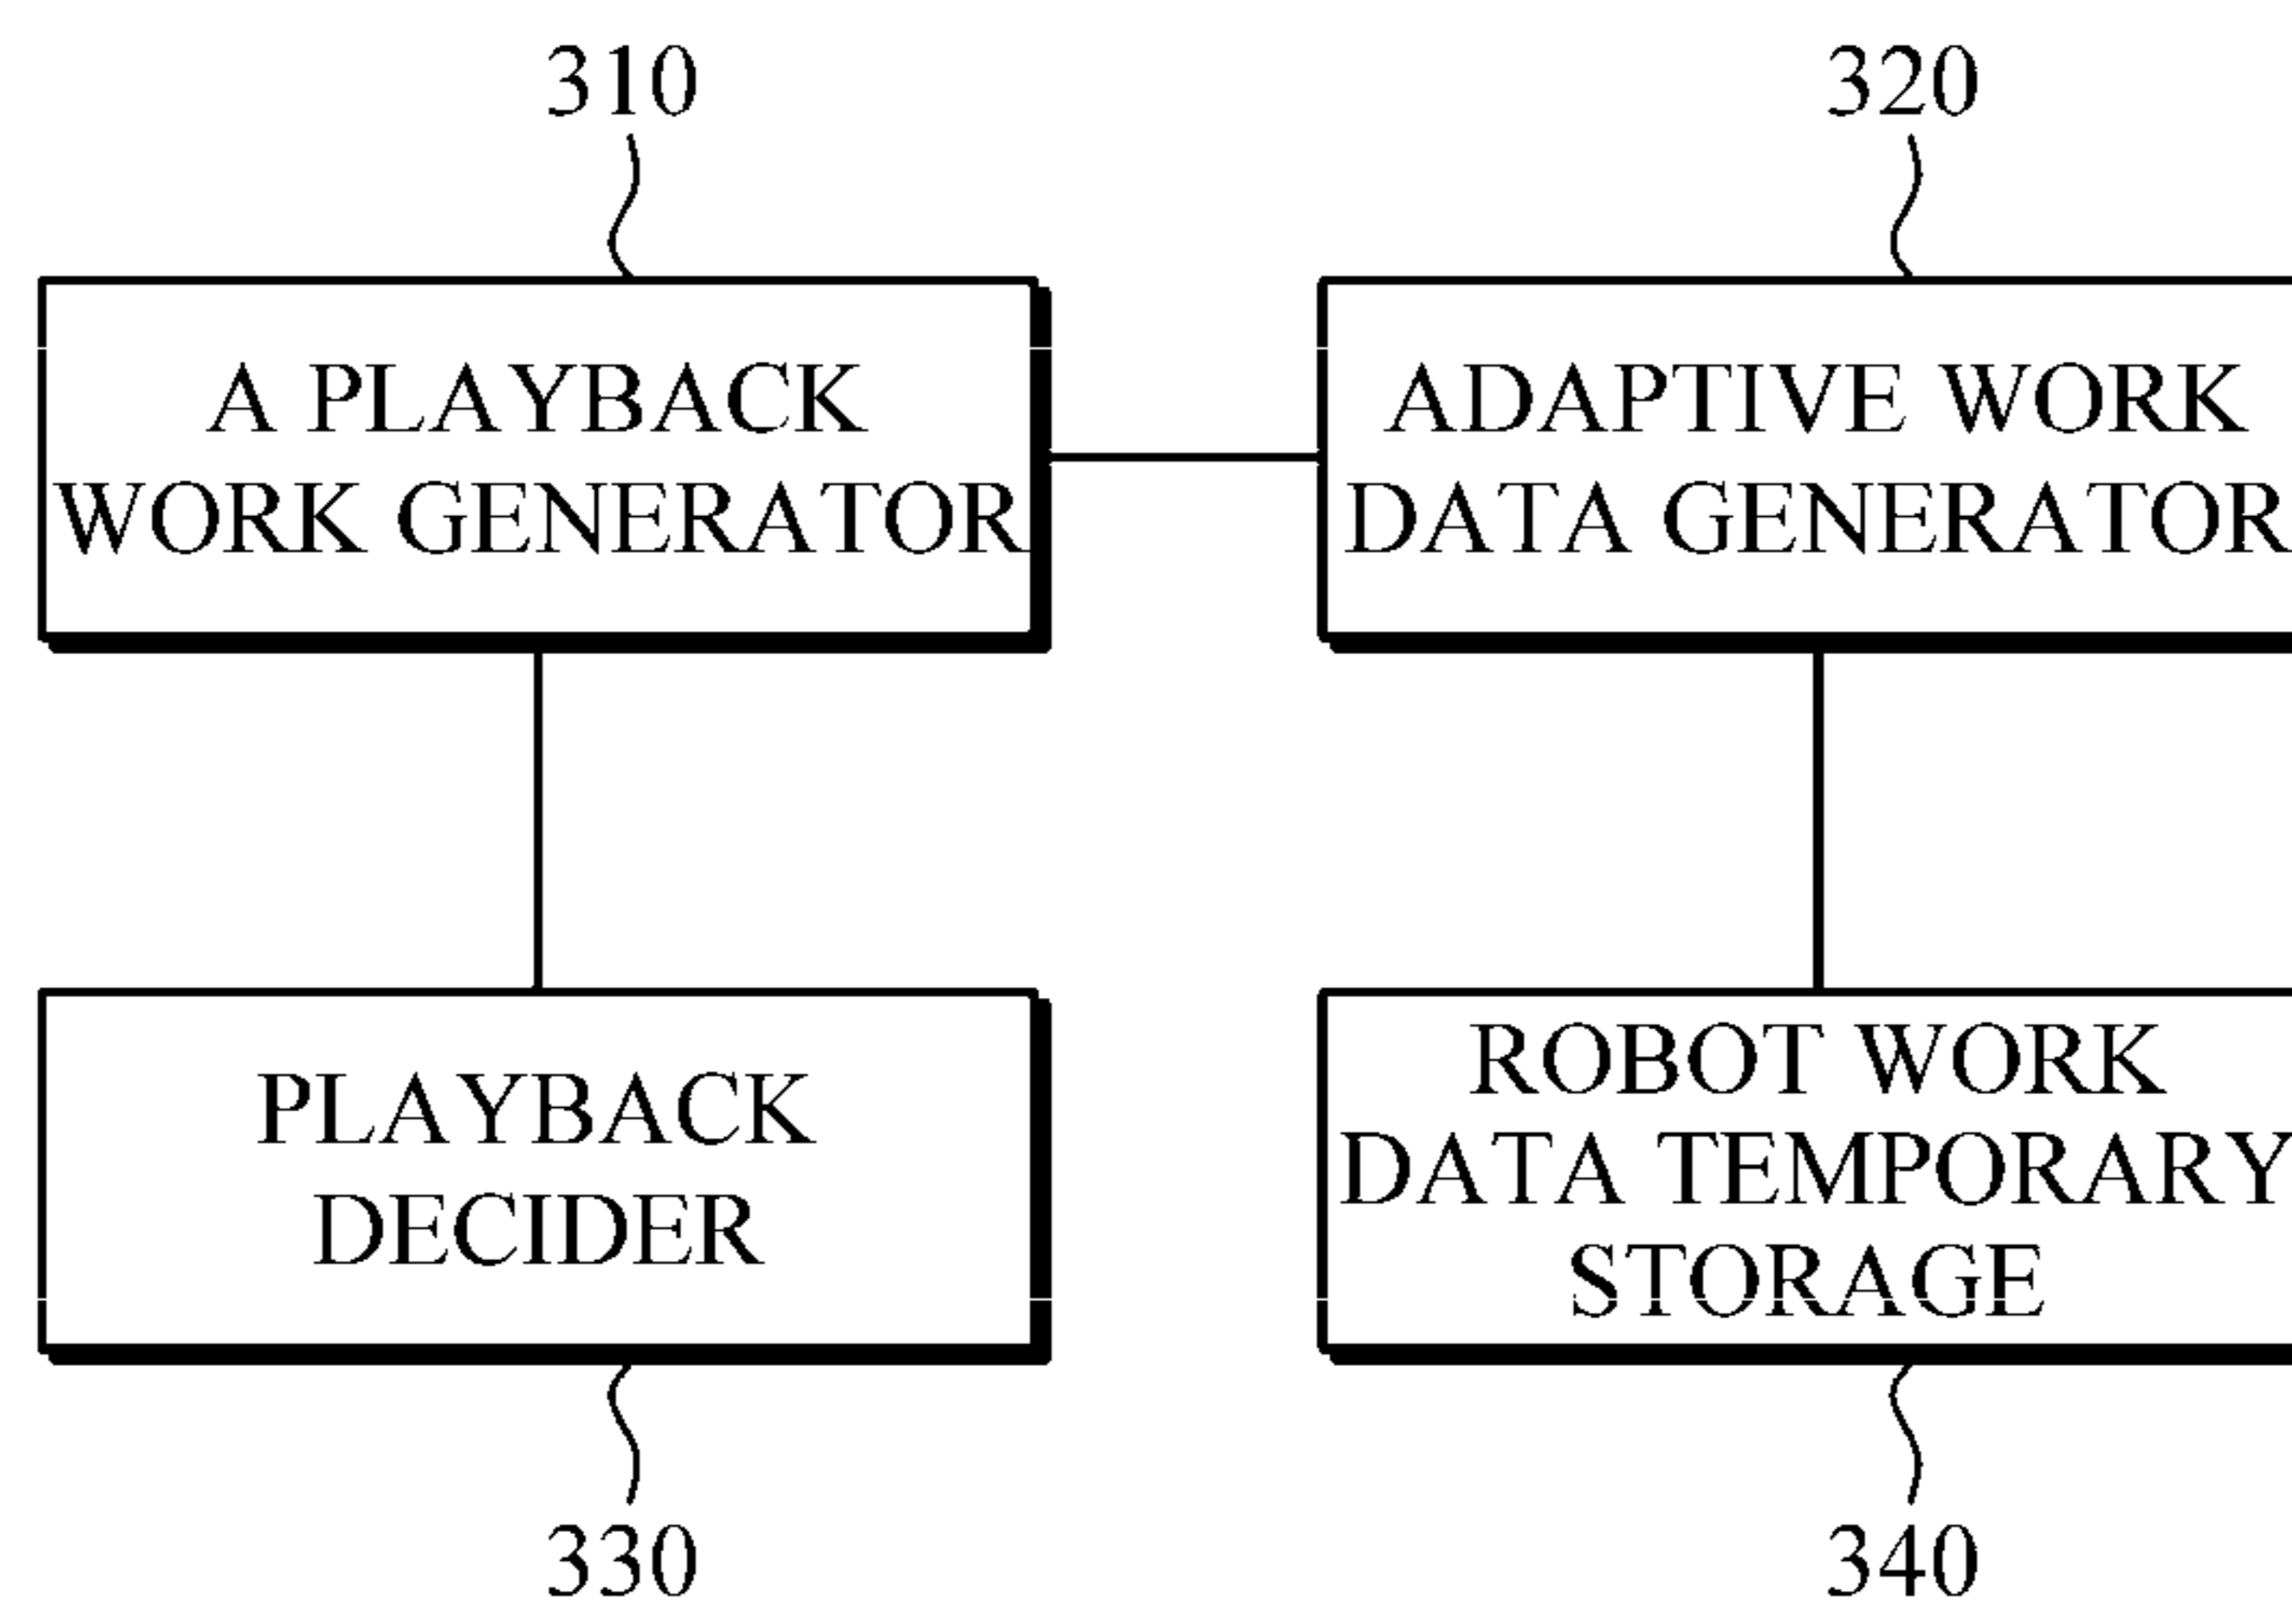 310
320
A PLAYBACK
WORK GENERATOR
ADAPTIVE WORK
DATA GENERATOR
PLAYBACK
DECIDER
ROBOT WORK
DATA TEMPORARY
STORAGE
330
340